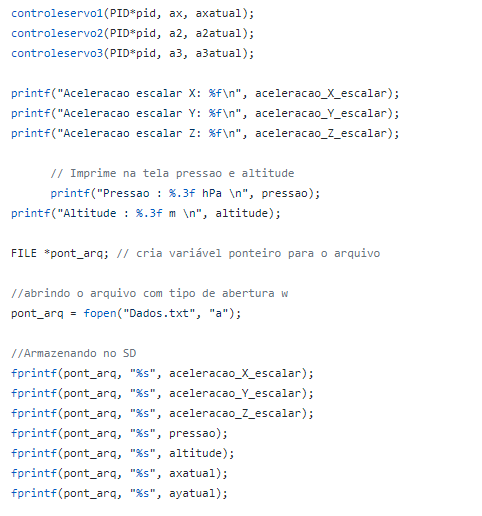 controleservo1(PID*pid, ax, axatual);
controleservo2(PID*pid, a2, a2atual);
controleservo3(PID*pid, a3, a3atual);
printf("Aceleracao escalar X: %f\n", aceleracao_X_escalar);
printf("Aceleracao escalar Y: %f\n", aceleracao_Y_escalar);
printf("Aceleracao escalar Z: %f\n", aceleracao_Z_escalar);
// Imprime na tela pressao e altitude
printf("Pressao : %.3f hPa \n", pressao);
printf("Altitude : %.3f m \n", altitude);
FILE *pont_arq; // cria variável ponteiro para o arquivo
//abrindo o arquivo com tipo de abertura w
pont_arq = fopen("Dados.txt", "a");
//Armazenando no SD
fprintf(pont_arq, "%s", aceleracao_X_escalar);
fprintf(pont_arq, "%s", aceleracao_Y_escalar);
fprintf(pont_arq, "%s", aceleracao_Z_escalar);
fprintf(pont_arq, "%s", pressao);
fprintf(pont_arq, "%s", altitude);
fprintf(pont_arq, "%s", axatual);
fprintf(pont_arq, "%s", ayatual);